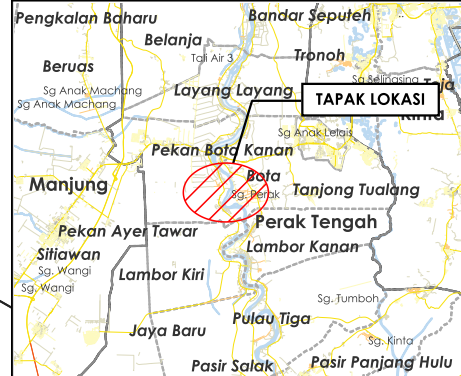 Pengkalan Baharu
Bandar Seputeh
Belanja
Tali Air 3
Tronoh
Beruas
Sg Anak Machang
Sg Anak Machang
Layang Layang
Sg Selinasing
TAPAK LOKASI
Sg Anak Lelais
Pekan Bota Kanan
Bota
Manjung
Sg. Perak
Tanjong Tualang
Pekan Ayer Tawar
Perak Tengah
Sitiawan
Sg. Wangi
Lambor Kanan
Sg. Wangi
Lambor Kiri
Sg. Tumboh
Jaya Baru
Pulau Tiga
Sg. Kinta
Pasir Salak
Pasir Panjang Hulu